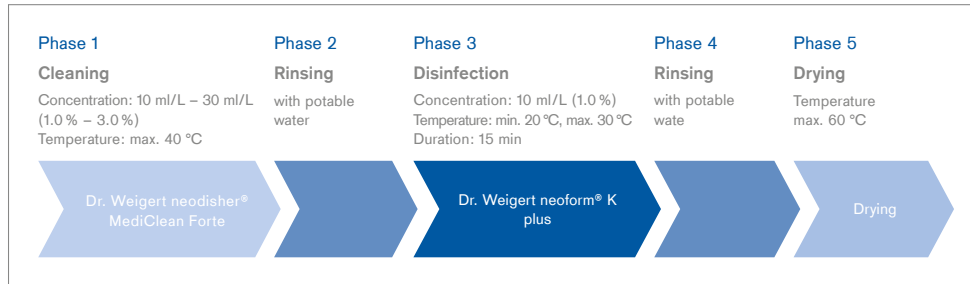 Phase 1
Cleaning
Concentration: 10 ml/L – 30 ml/L
(1.0 % – 3.0 %)
Temperature: max. 40 °C
Phase 2
Rinsing
with potable
water
Phase 3
Disinfection
Concentration: 10 ml/L (1.0 %)
Temperature: min. 20 °C, max. 30 °C
Duration: 15 min
Phase 4
Rinsing
with potable
wate
Phase 5
Drying
Temperature
max. 60 °C
Dr. Weigert neodisher®
MediClean Forte
Dr. Weigert neoform® K
plus
Drying